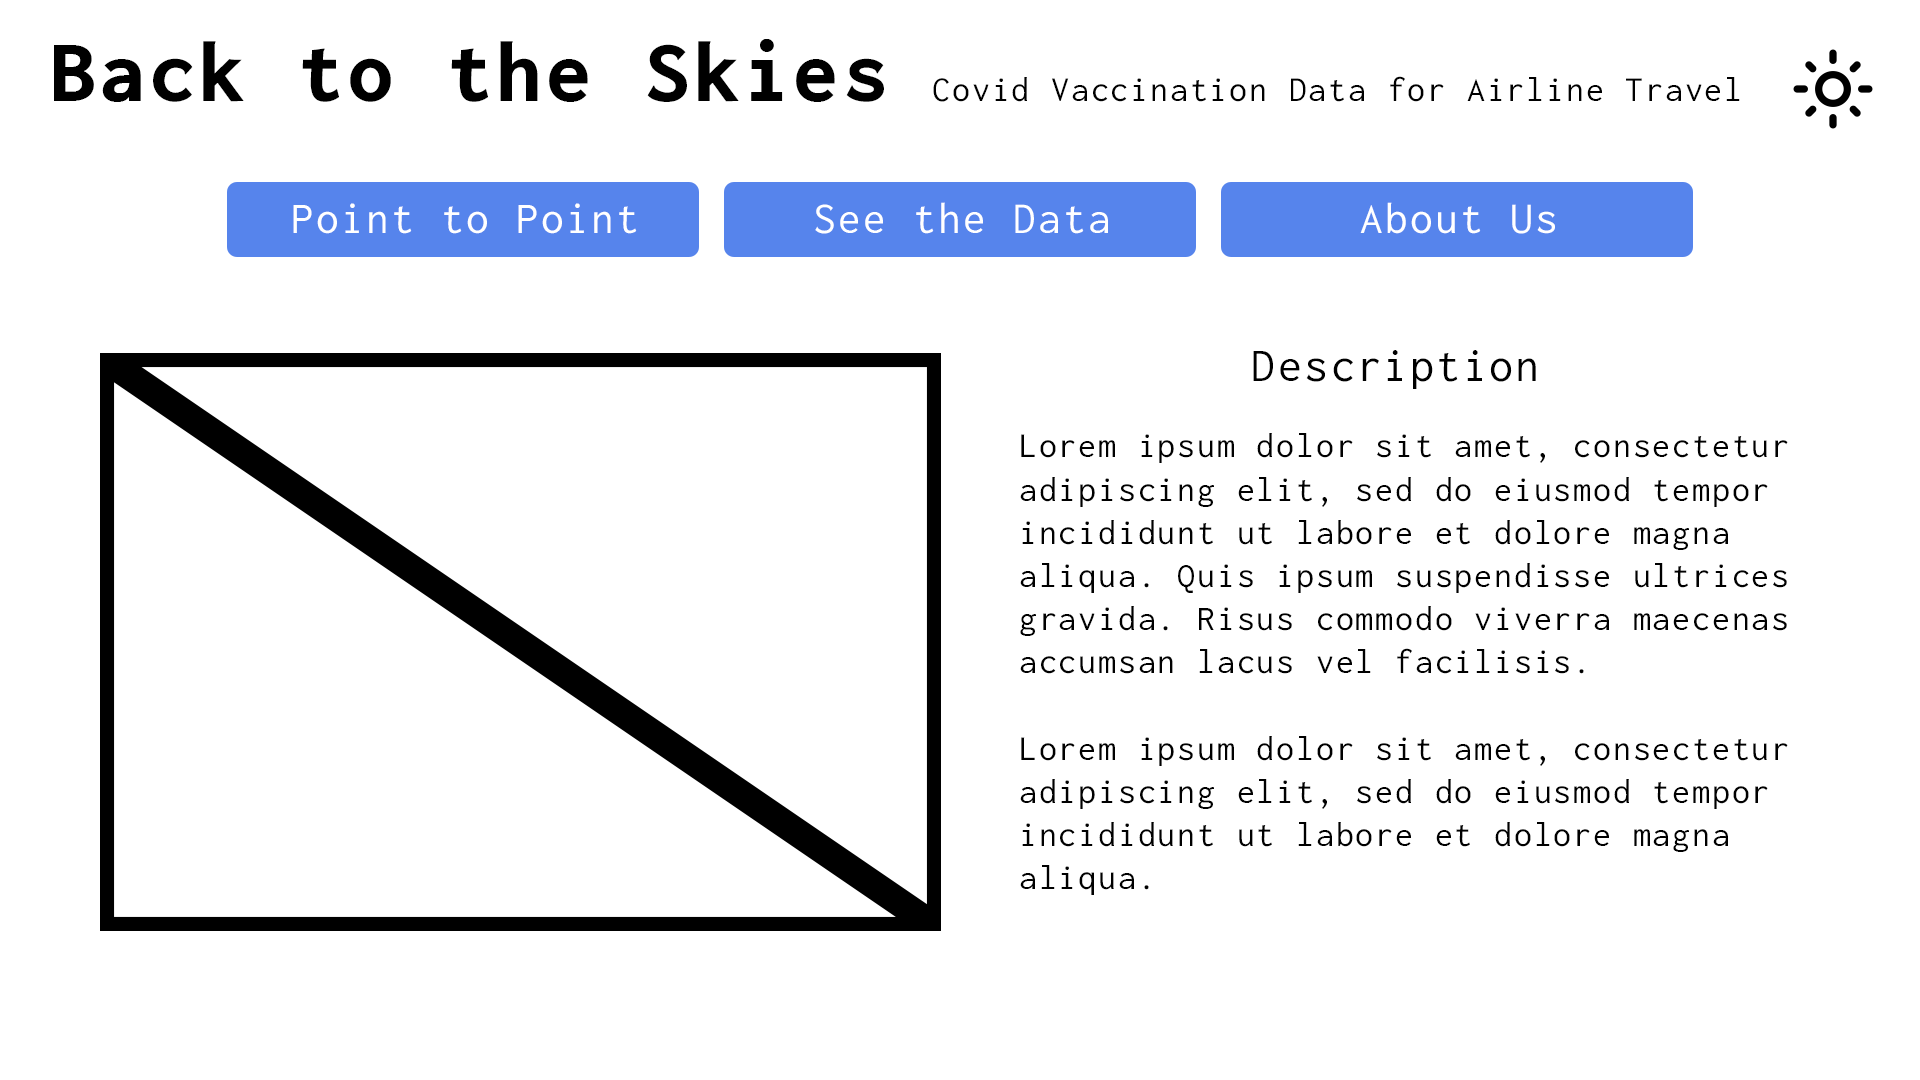 Back to the Skies Covid Vaccination Data for Airline Travel
Point to Point See the Data About Us
Description
Lorem ipsum dolor sit amet, consectetur
adipiscing elit, sed do eiusmod tempor
incididunt ut labore et dolore magna
aliqua. Quis ipsum suspendisse ultrices
gravida. Risus commodo viverra maecenas
accumsan lacus vel facilisis.
Lorem ipsum dolor sit amet, consectetur
adipiscing elit, sed do eiusmod tempor
incididunt ut labore et dolore magna
aliqua.